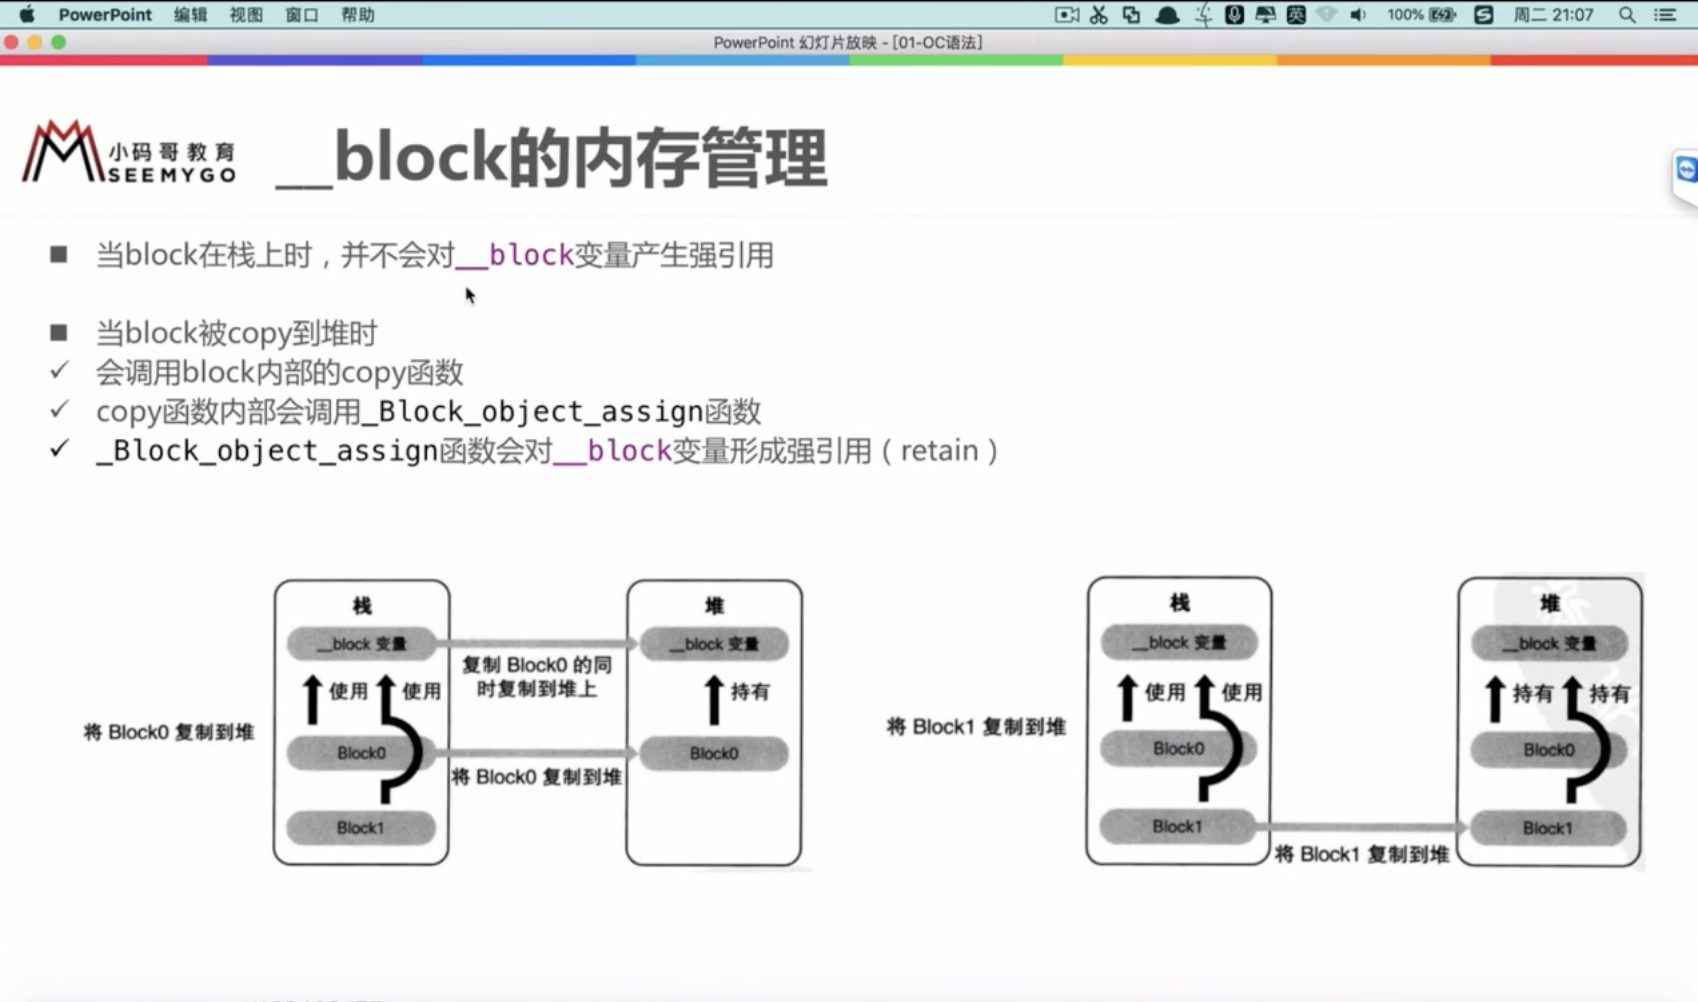 PowerPoint 编辑 视图 窗口 帮助 英 100% 周二 21:07
PowerPoint 幻灯片放映 - [01-OC语法]
小码哥教育
SEEMYGO
__block的内存管理
■ 当block在栈上时，并不会对__block变量产生强引用
■ 当block被copy到堆时
✓ 会调用block内部的copy函数
✓ copy函数内部会调用_Block_object_assign函数
✓ _Block_object_assign函数会对__block变量形成强引用（retain）
将 Block0 复制到堆
栈
__block 变量
使用 使用
Block0
Block1
复制 Block0 的同
时复制到堆上
将 Block0 复制到堆
堆
__block 变量
持有
Block0
将 Block1 复制到堆
栈
__block 变量
使用 使用
Block0
Block1
将 Block1 复制到堆
堆
__block 变量
持有 持有
Block0
Block1